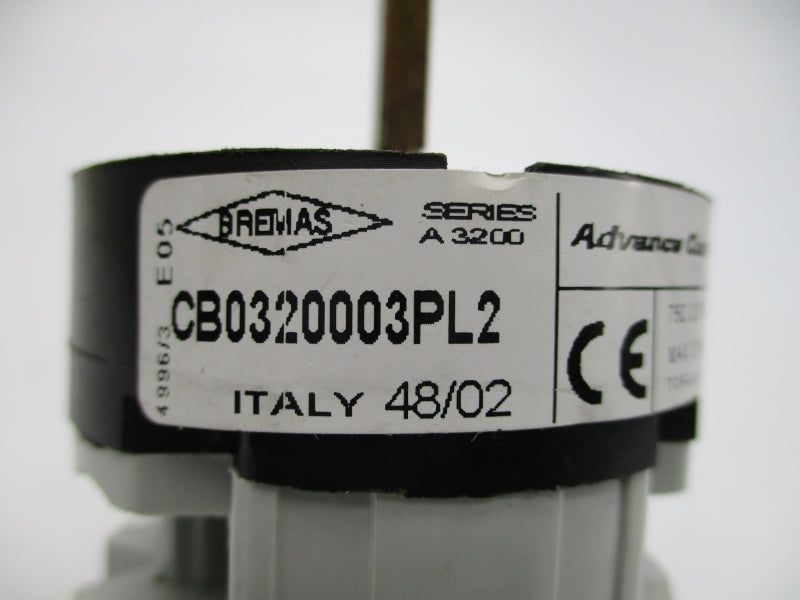 BREMAS
SERIES
A 3200
CB0320003PL2
ITALY 48/02
4996/3 E05
Advance
CE